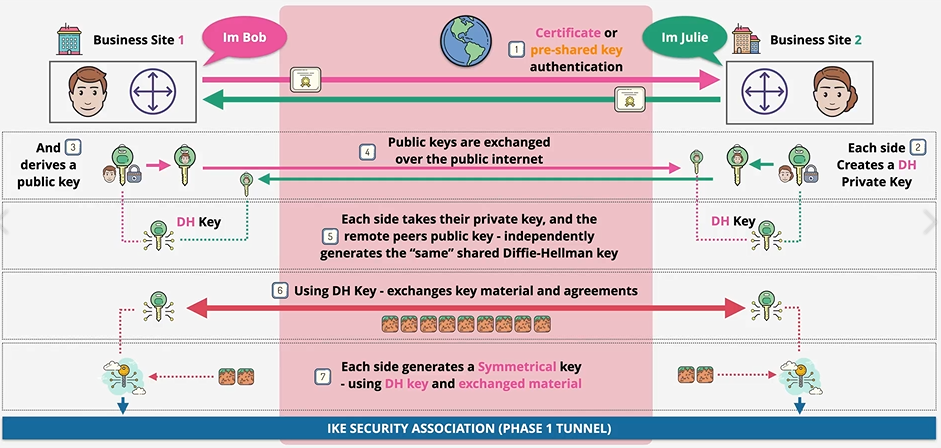 Business Site 1
Im Bob
Certificate or
1 pre-shared key
authentication
Im Julie
Business Site 2
And 3
derives a
public key
4 Public keys are exchanged
over the public internet
Each side 2
Creates a DH
Private Key
DH Key
Each side takes their private key, and the
5 remote peers public key - independently
generates the “same” shared Diffie-Hellman key
DH Key
6 Using DH Key - exchanges key material and agreements
7 Each side generates a Symmetrical key
- using DH key and exchanged material
IKE SECURITY ASSOCIATION (PHASE 1 TUNNEL)